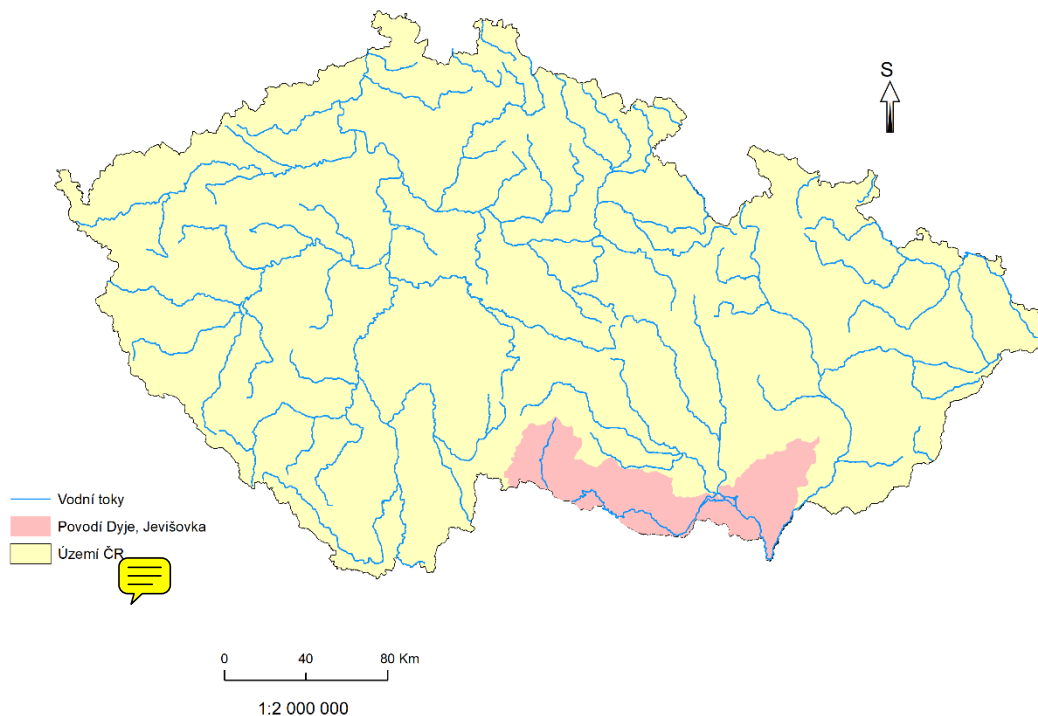 S
Vodní toky
Povodí Dyje, Jevišovka
Území ČR
0 40 80 Km
1:2 000 000